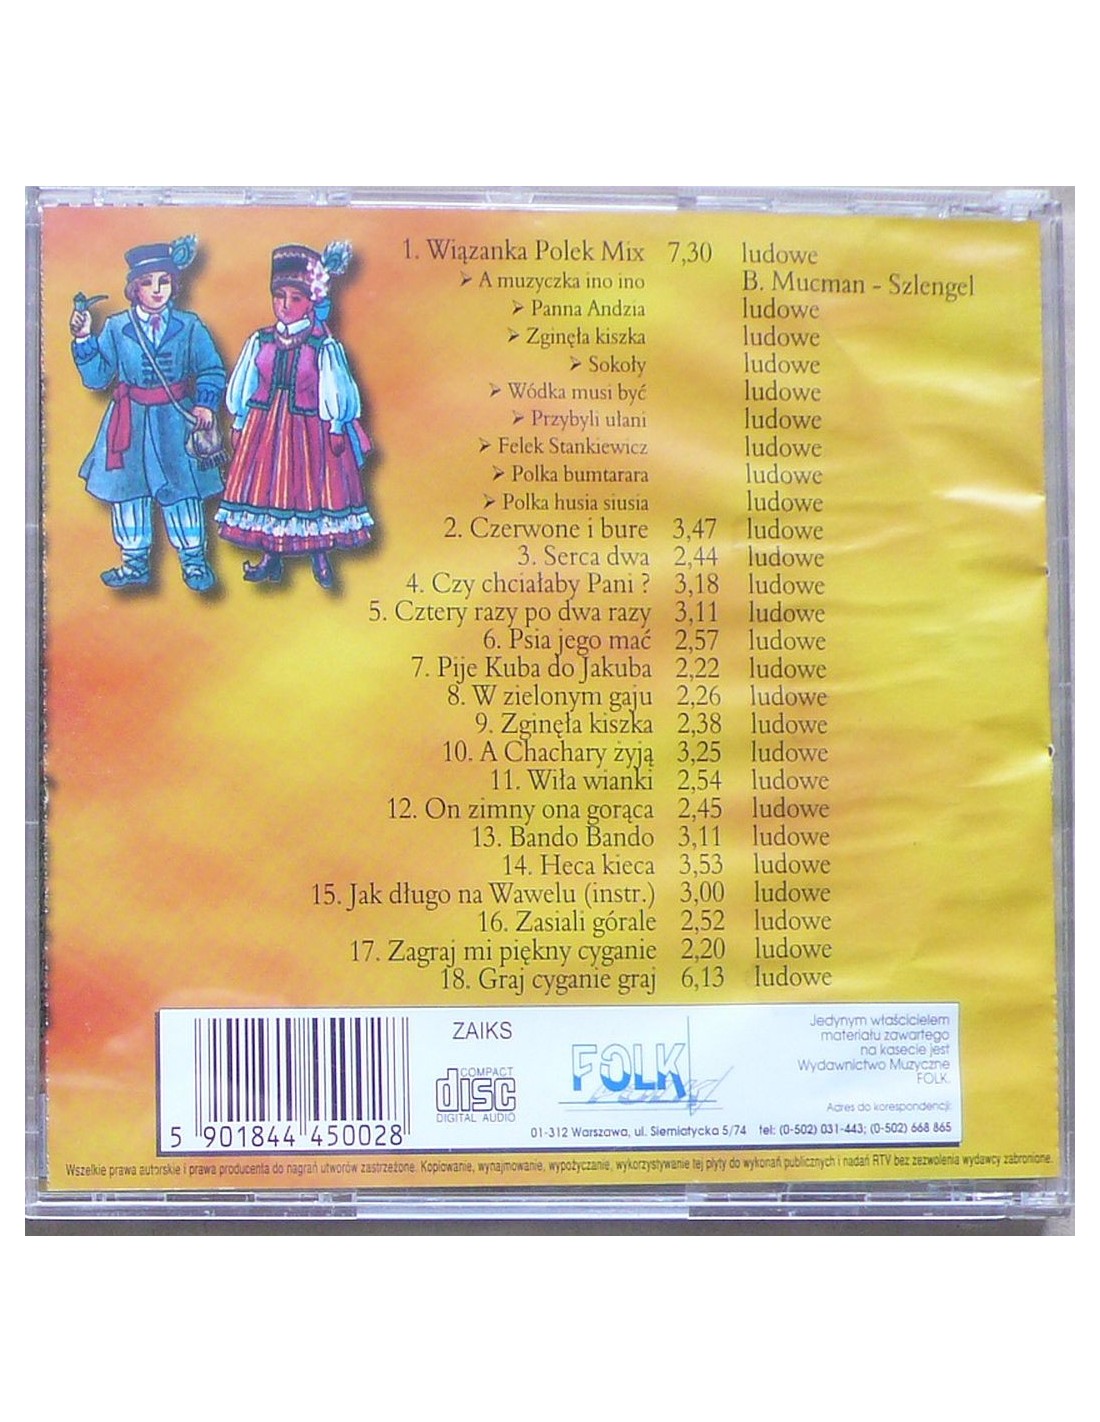 1. Wiązanka Polek Mix 7,30 ludowe
➢ A muzyczka ino ino B. Mucman - Szlengel
➢ Panna Andzia ludowe
➢ Zginęła kiszka ludowe
➢ Sokoły ludowe
➢ Wódka musi być ludowe
➢ Przybyli ułani ludowe
➢ Felek Stankiewicz ludowe
➢ Polka bumtarara ludowe
➢ Polka husia siusia ludowe
2. Czerwone i bure 3,47 ludowe
3. Serca dwa 2,44 ludowe
4. Czy chciałaby Pani ? 3,18 ludowe
5. Cztery razy po dwa razy 3,11 ludowe
6. Psia jego mać 2,57 ludowe
7. Pije Kuba do Jakuba 2,22 ludowe
8. W zielonym gaju 2,26 ludowe
9. Zginęła kiszka 2,38 ludowe
10. A Chachary żyją 3,25 ludowe
11. Wiła wianki 2,54 ludowe
12. On zimny ona gorąca 2,45 ludowe
13. Bando Bando 3,11 ludowe
14. Heca kieca 3,53 ludowe
15. Jak długo na Wawelu (instr.) 3,00 ludowe
16. Zasiali górale 2,52 ludowe
17. Zagraj mi piękny cyganie 2,20 ludowe
18. Graj cyganie graj 6,13 ludowe
5 901844 450028
ZAIKS
COMPACT
disc
DIGITAL AUDIO
FOLK
Jedynym właścicielem
materiału zawartego
na kasecie jest
Wydawnictwo Muzyczne
FOLK.
Adres do korespondencji:
01-312 Warszawa, ul. Siemiatycka 5/74 tel: (0-502) 031-443; (0-502) 668 865
Wszelkie prawa autorskie i prawa producenta do nagrań utworów zastrzeżone. Kopiowanie, wynajmowanie, wypożyczanie, wykorzystywanie tej płyty do wykonań publicznych i nadań RTV bez zezwolenia wydawcy zabronione.